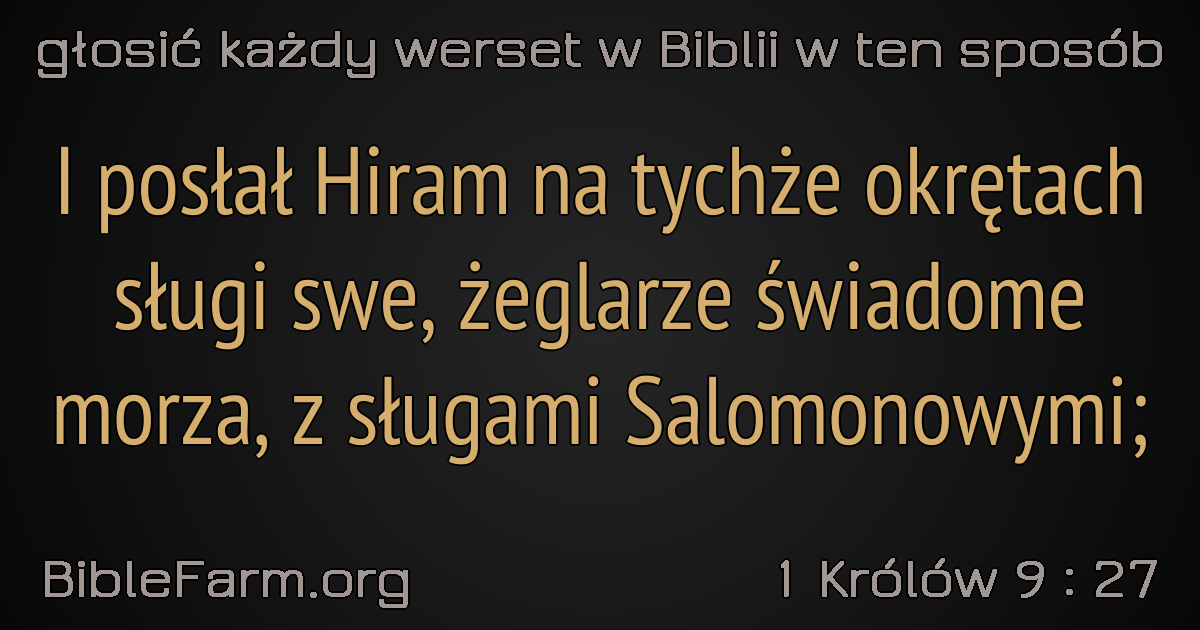 głosić każdy werset w Biblii w ten sposób
I posłał Hiram na tychże okrętach
sługi swe, żeglarze świadome
morza, z sługami Salomonowymi;
BibleFarm.org
1 Królów 9 : 27